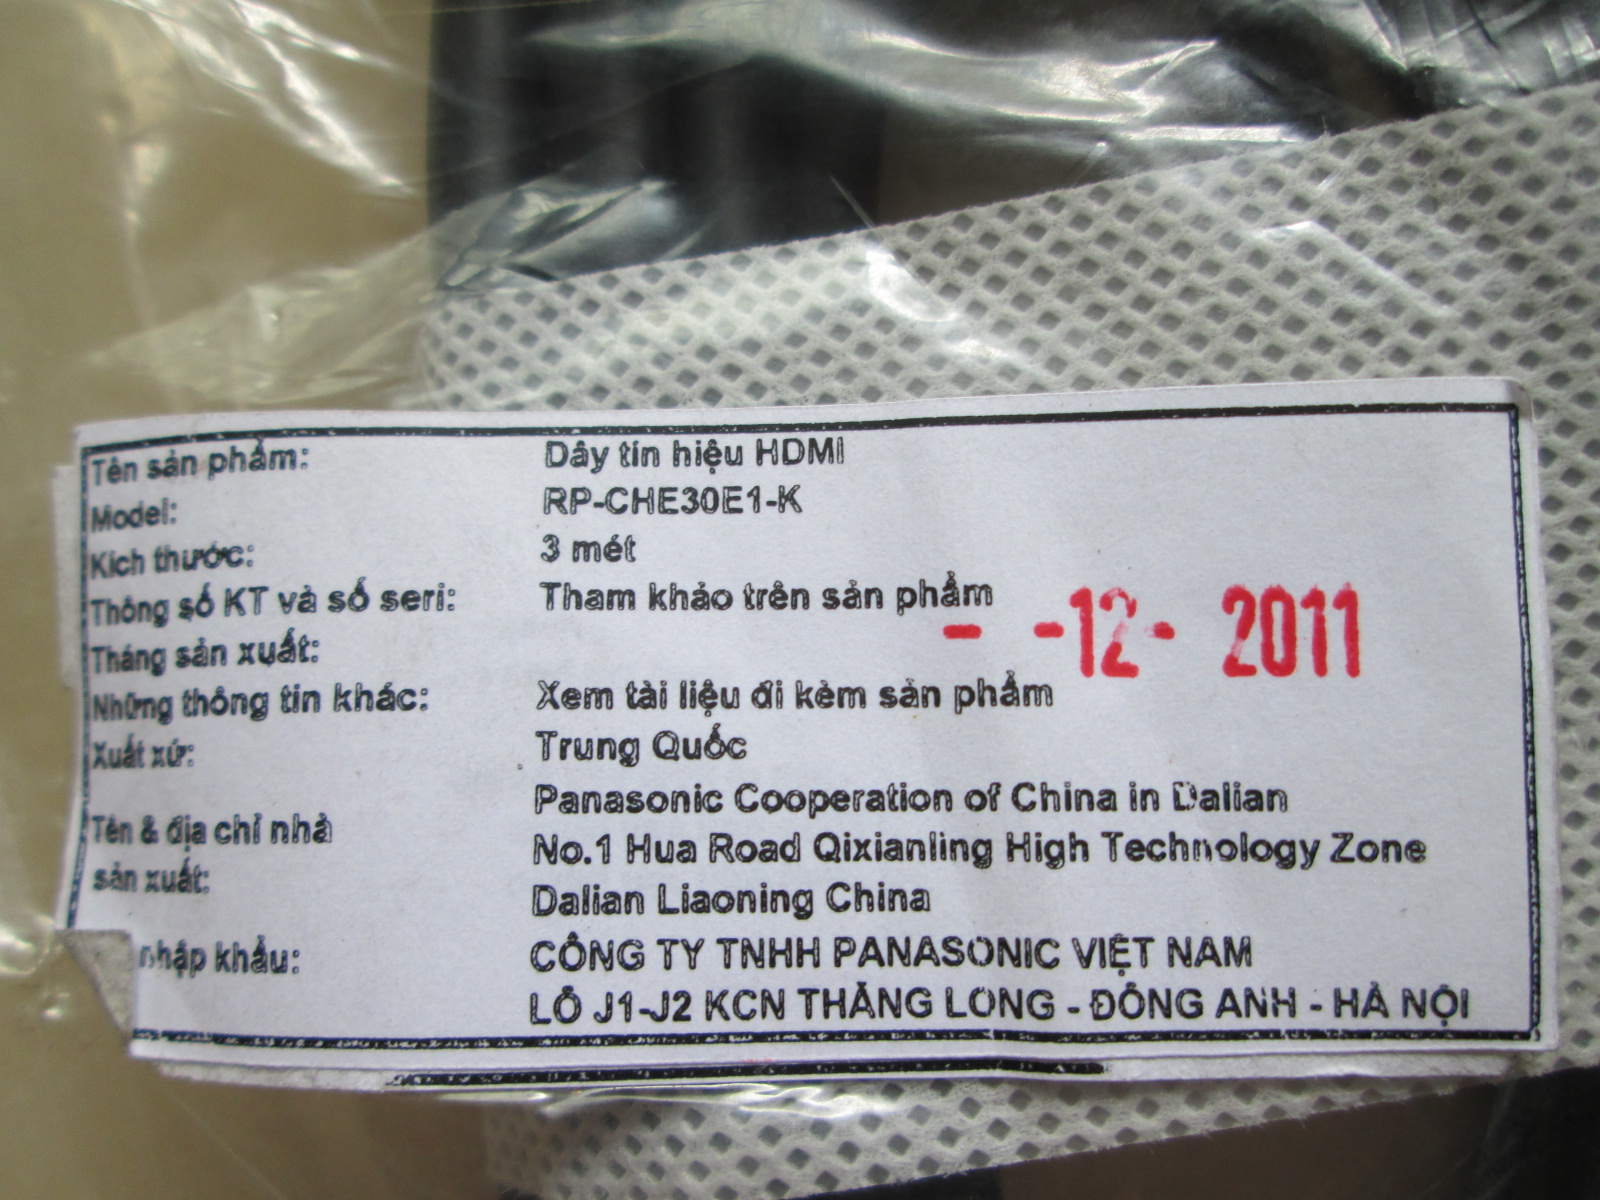 Tên sản phẩm: Dây tín hiệu HDMI
Model: RP-CHE30E1-K
Kích thước: 3 mét
Thông số KT và số seri: Tham khảo trên sản phẩm
Tháng sản xuất: - -12- 2011
Những thông tin khác: Xem tài liệu đi kèm sản phẩm
Xuất xứ: Trung Quốc
Panasonic Cooperation of China in Dalian
Tên & địa chỉ nhà
No.1 Hua Road Qixianling High Technology Zone
sản xuất:
Dalian Liaoning China
nhập khẩu: CÔNG TY TNHH PANASONIC VIỆT NAM
LÔ J1-J2 KCN THĂNG LONG - ĐÔNG ANH - HÀ NỘI